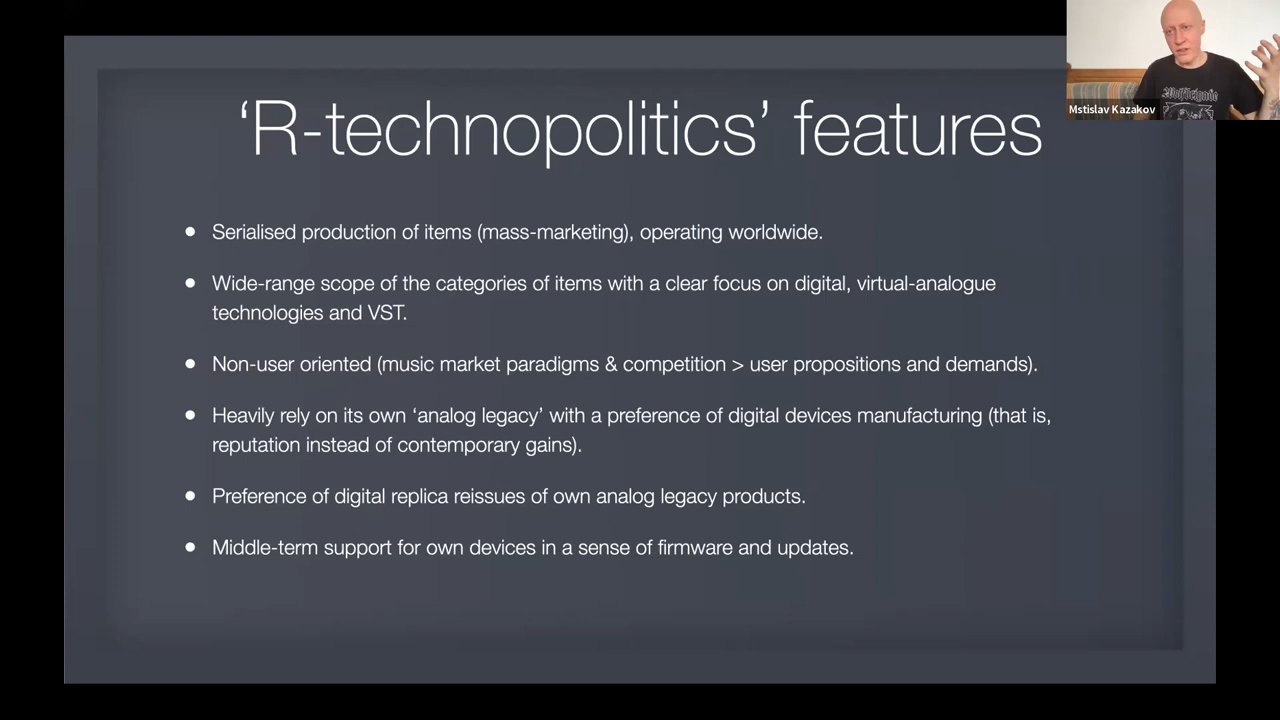 'R-technopolitics' features
● Serialised production of items (mass-marketing), operating worldwide.
● Wide-range scope of the categories of items with a clear focus on digital, virtual-analogue
technologies and VST.
● Non-user oriented (music market paradigms & competition > user propositions and demands).
● Heavily rely on its own 'analog legacy' with a preference of digital devices manufacturing (that is,
reputation instead of contemporary gains).
● Preference of digital replica reissues of own analog legacy products.
● Middle-term support for own devices in a sense of firmware and updates.
Wolfbrigade
Mstislav Kazakov